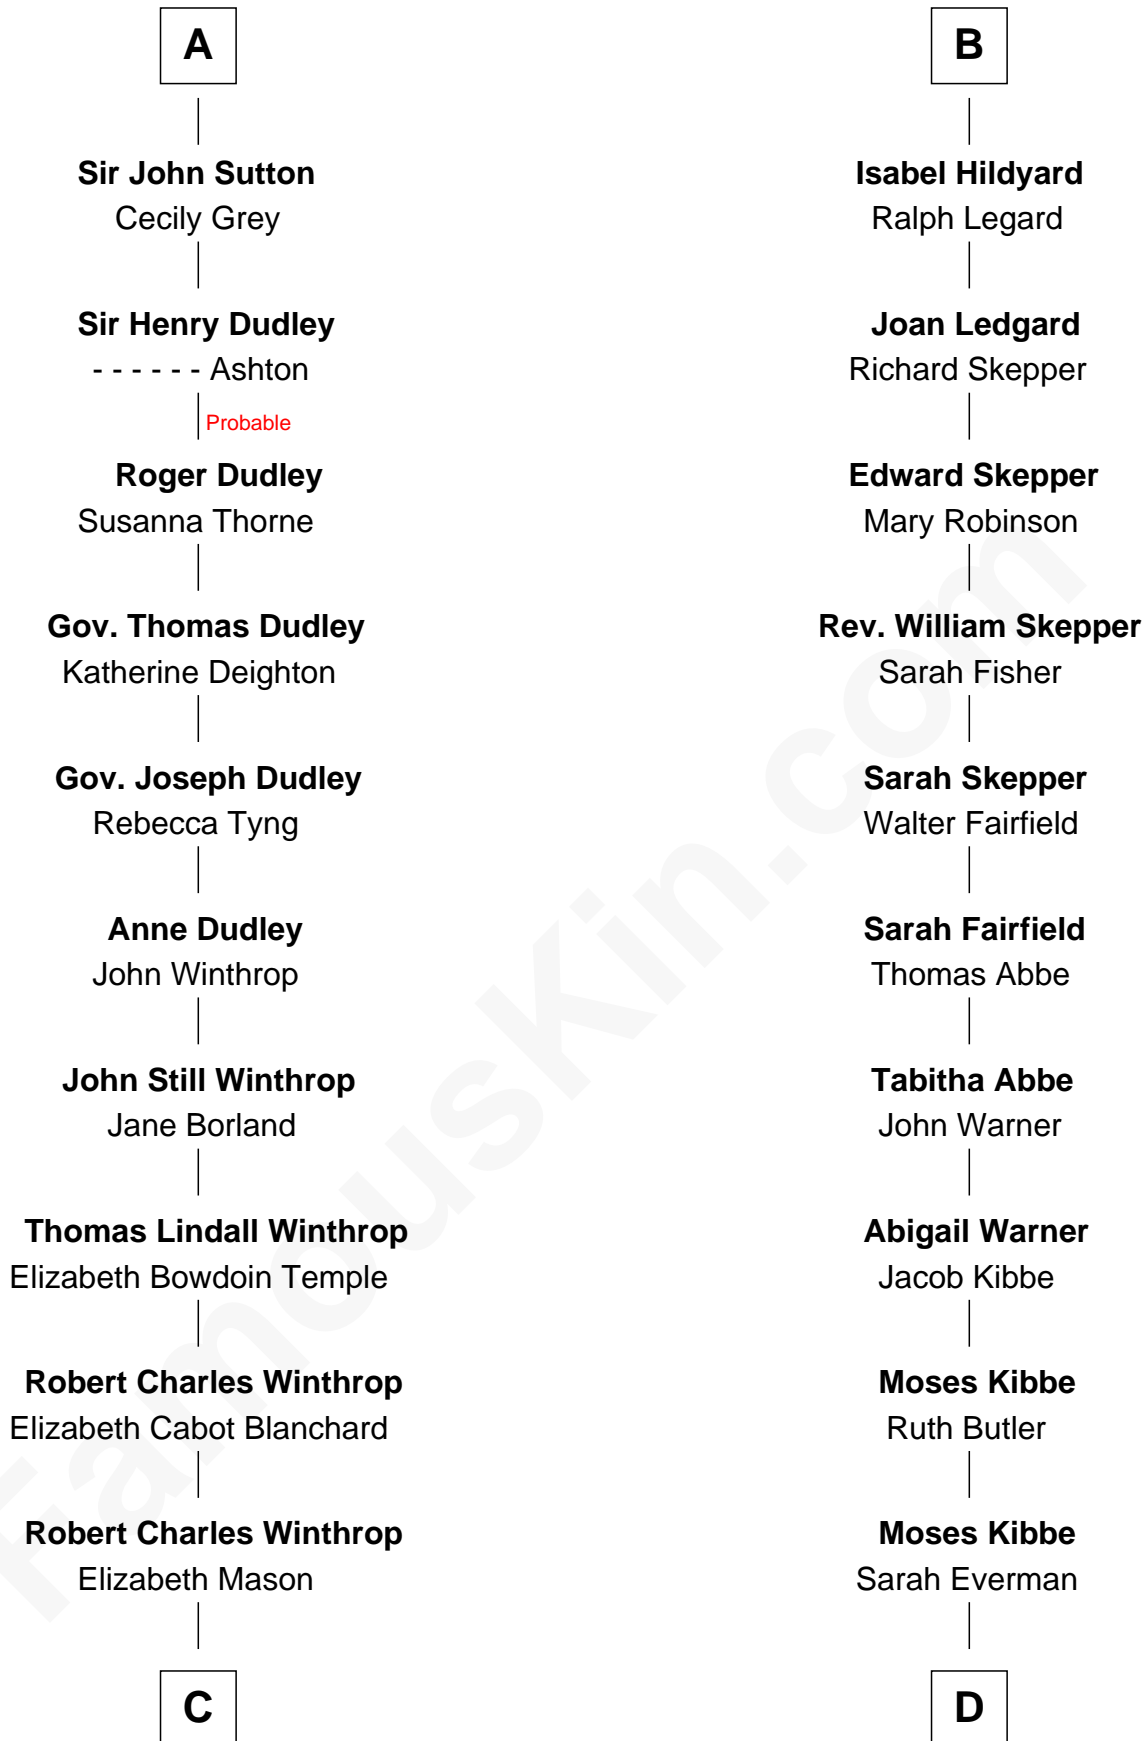 A
Sir John Sutton
Cecily Grey
Sir Henry Dudley
- - - - - - Ashton
Probable
Roger Dudley
Susanna Thorne
Gov. Thomas Dudley
Katherine Deighton
Gov. Joseph Dudley
Rebecca Tyng
Anne Dudley
John Winthrop
John Still Winthrop
Jane Borland
Thomas Lindall Winthrop
Elizabeth Bowdoin Temple
Robert Charles Winthrop
Elizabeth Cabot Blanchard
Robert Charles Winthrop
Elizabeth Mason
C
B
Isabel Hildyard
Ralph Legard
Joan Ledgard
Richard Skepper
Edward Skepper
Mary Robinson
Rev. William Skepper
Sarah Fisher
Sarah Skepper
Walter Fairfield
Sarah Fairfield
Thomas Abbe
Tabitha Abbe
John Warner
Abigail Warner
Jacob Kibbe
Moses Kibbe
Ruth Butler
Moses Kibbe
Sarah Everman
D
FamousKin.com